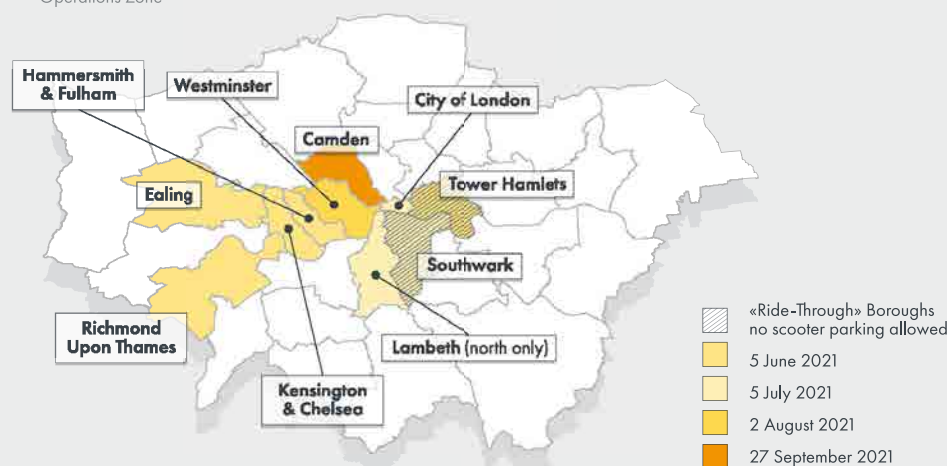 Operations Zone
Hammersmith
& Fulham
Westminster
City of London
Camden
Ealing
Tower Hamlets
Southwark
Richmond
Upon Thames
Lambeth (north only)
Kensington
& Chelsea
«Ride-Through» Boroughs
no scooter parking allowed
5 June 2021
5 July 2021
2 August 2021
27 September 2021